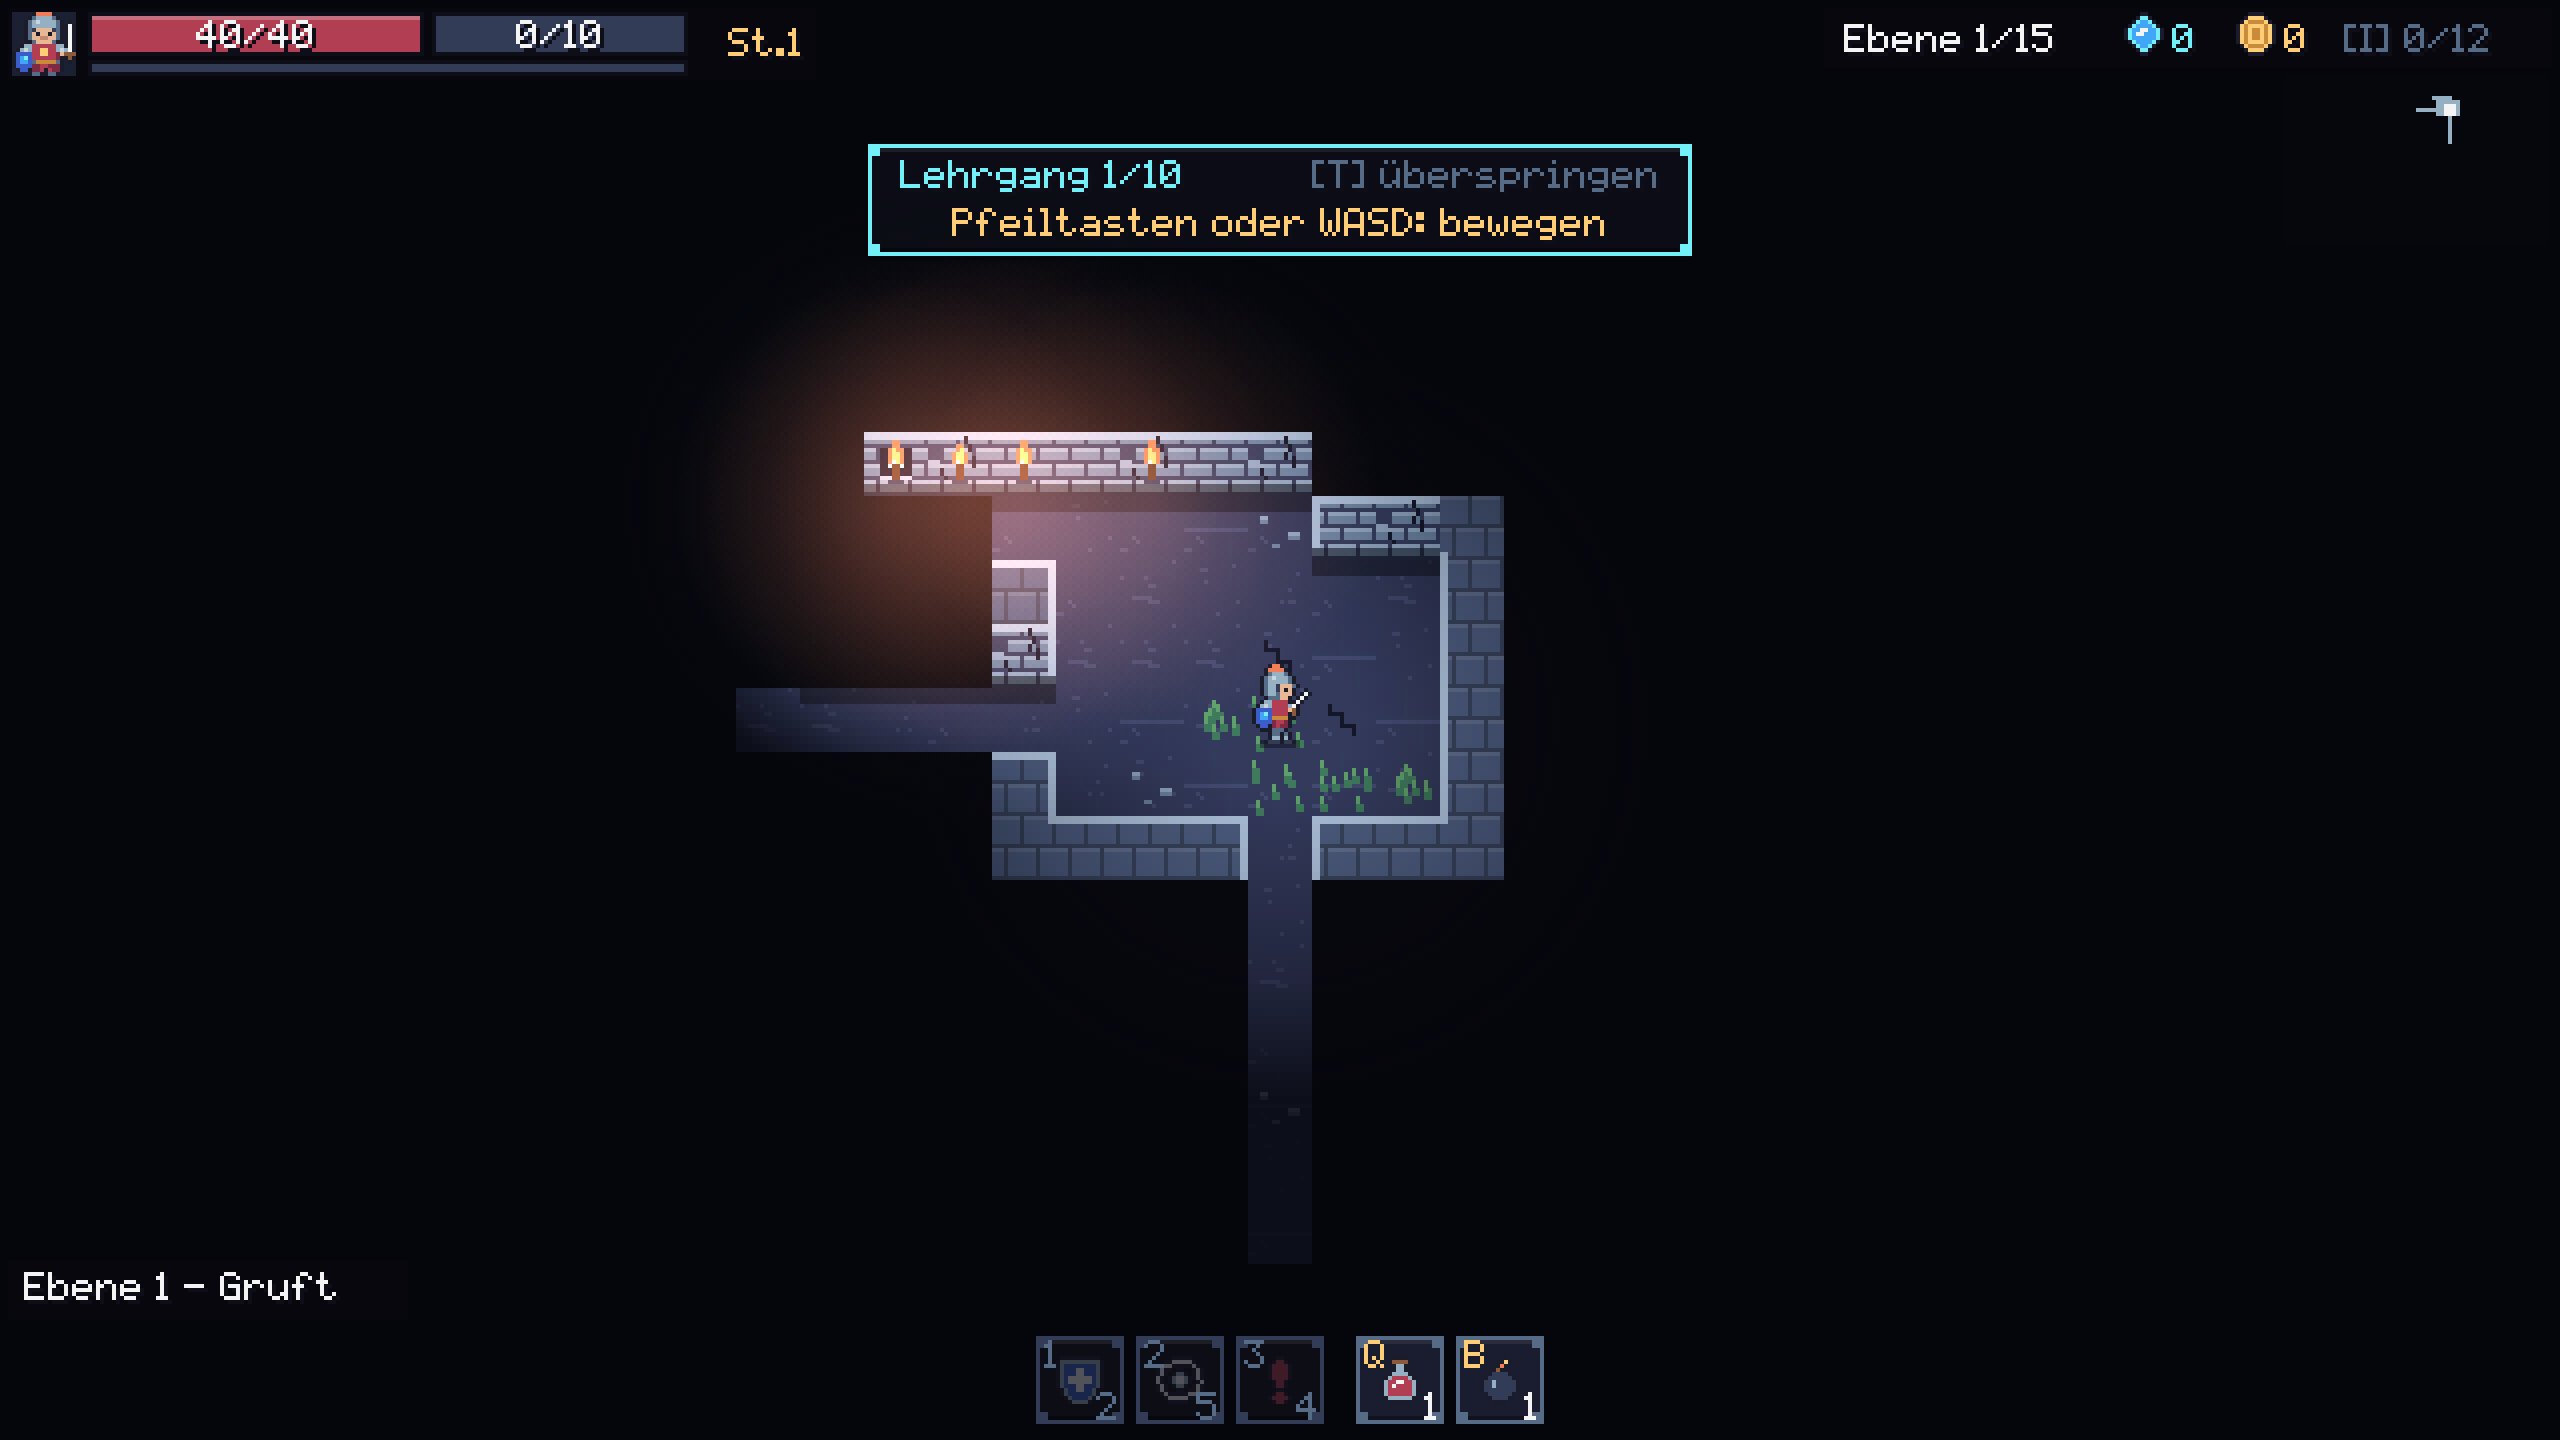 40/40 0/10 St.1 Ebene 1/15 0 0 [I] 0/12
Lehrgang 1/10 [T] überspringen
Pfeiltasten oder WASD: bewegen
Ebene 1 – Gruft
1 2 2 5 3 4 Q 1 B 1